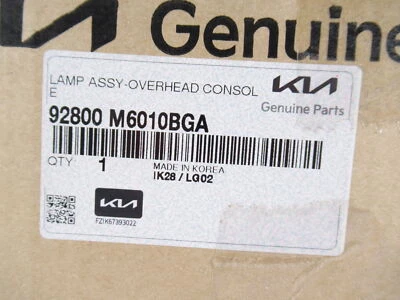 KIA Genuine
LAMP ASSY-OVERHEAD CONSOL
E
KIA
Genuine Parts
92800 M6010BGA
QTY 1
MADE IN KOREA
IK28 / LG02
KIA
FZIK67393022